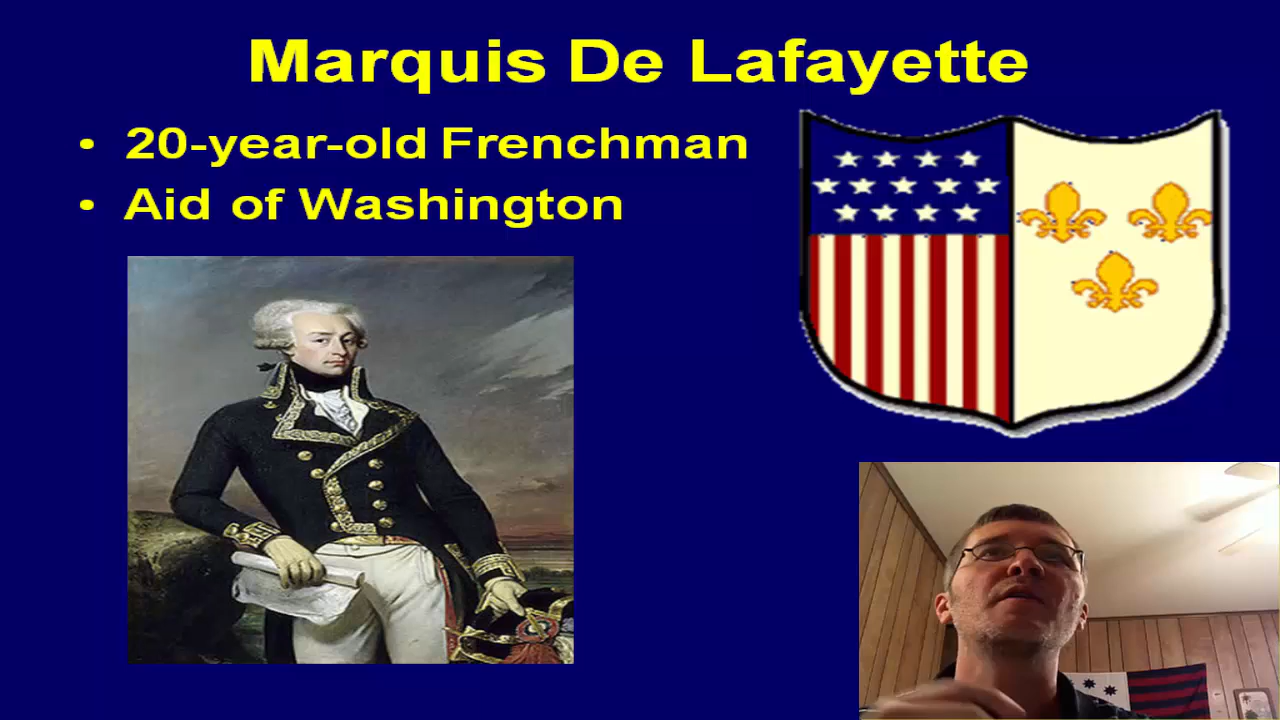 Marquis De Lafayette
• 20-year-old Frenchman
• Aid of Washington